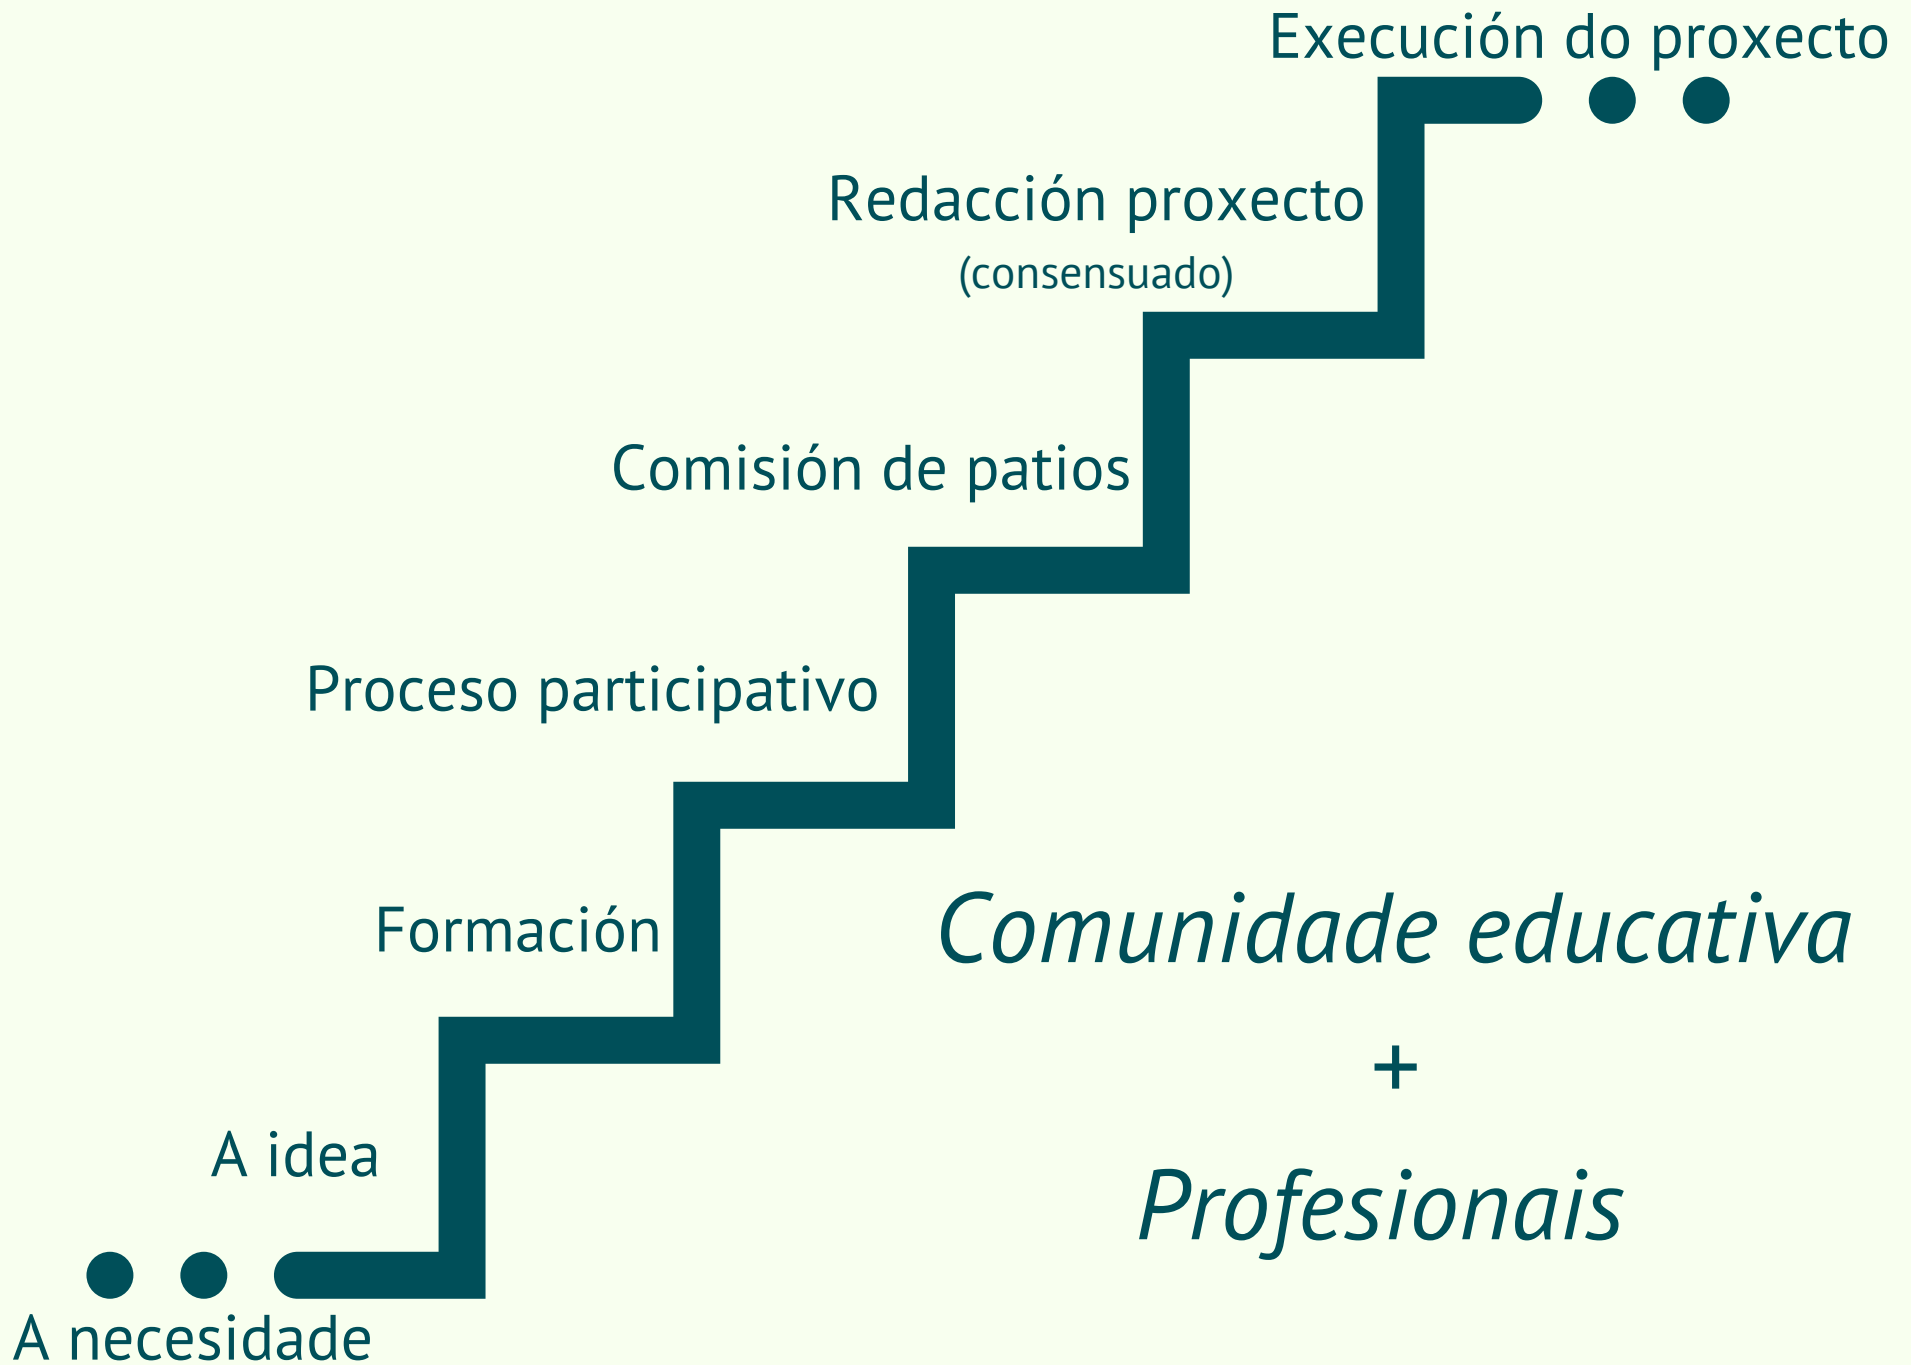 Execución do proxecto
Redacción proxecto
(consensuado)
Comisión de patios
Proceso participativo
Formación
A idea
A necesidade
Comunidade educativa
+
Profesionais